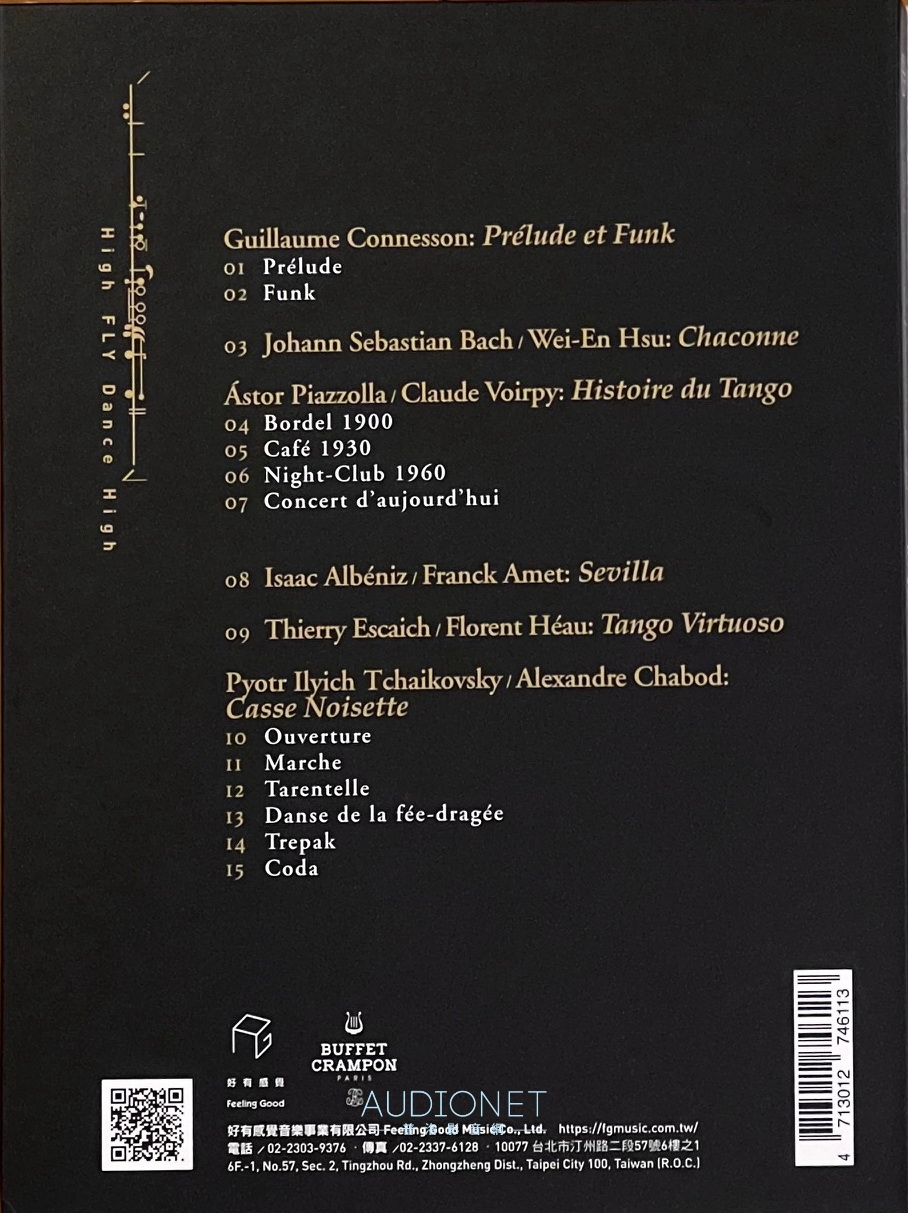 High FLY Dance High
Guillaume Connesson: Prélude et Funk
01 Prélude
02 Funk
03 Johann Sebastian Bach / Wei-En Hsu: Chaconne
Ástor Piazzolla / Claude Voirpy: Histoire du Tango
04 Bordel 1900
05 Café 1930
06 Night-Club 1960
07 Concert d'aujourd'hui
08 Isaac Albéniz / Franck Amet: Sevilla
09 Thierry Escaich / Florent Héau: Tango Virtuoso
Pyotr Ilyich Tchaikovsky / Alexandre Chabod:
Casse Noisette
10 Ouverture
11 Marche
12 Tarentelle
13 Danse de la fée-dragée
14 Trepak
15 Coda
好有感覺
Feeling Good
BUFFET
CRAMPON
PARIS
AUDIONET
好有感覺音樂事業有限公司 Feeling Good Music Co., Ltd. https://fgmusic.com.tw/
電話 / 02-2303-9376 · 傳真 / 02-2337-6128 · 10077 台北市汀州路二段57號6樓之1
6F.-1, No.57, Sec. 2, Tingzhou Rd., Zhongzheng Dist., Taipei City 100, Taiwan (R.O.C.)
4 713012 746113